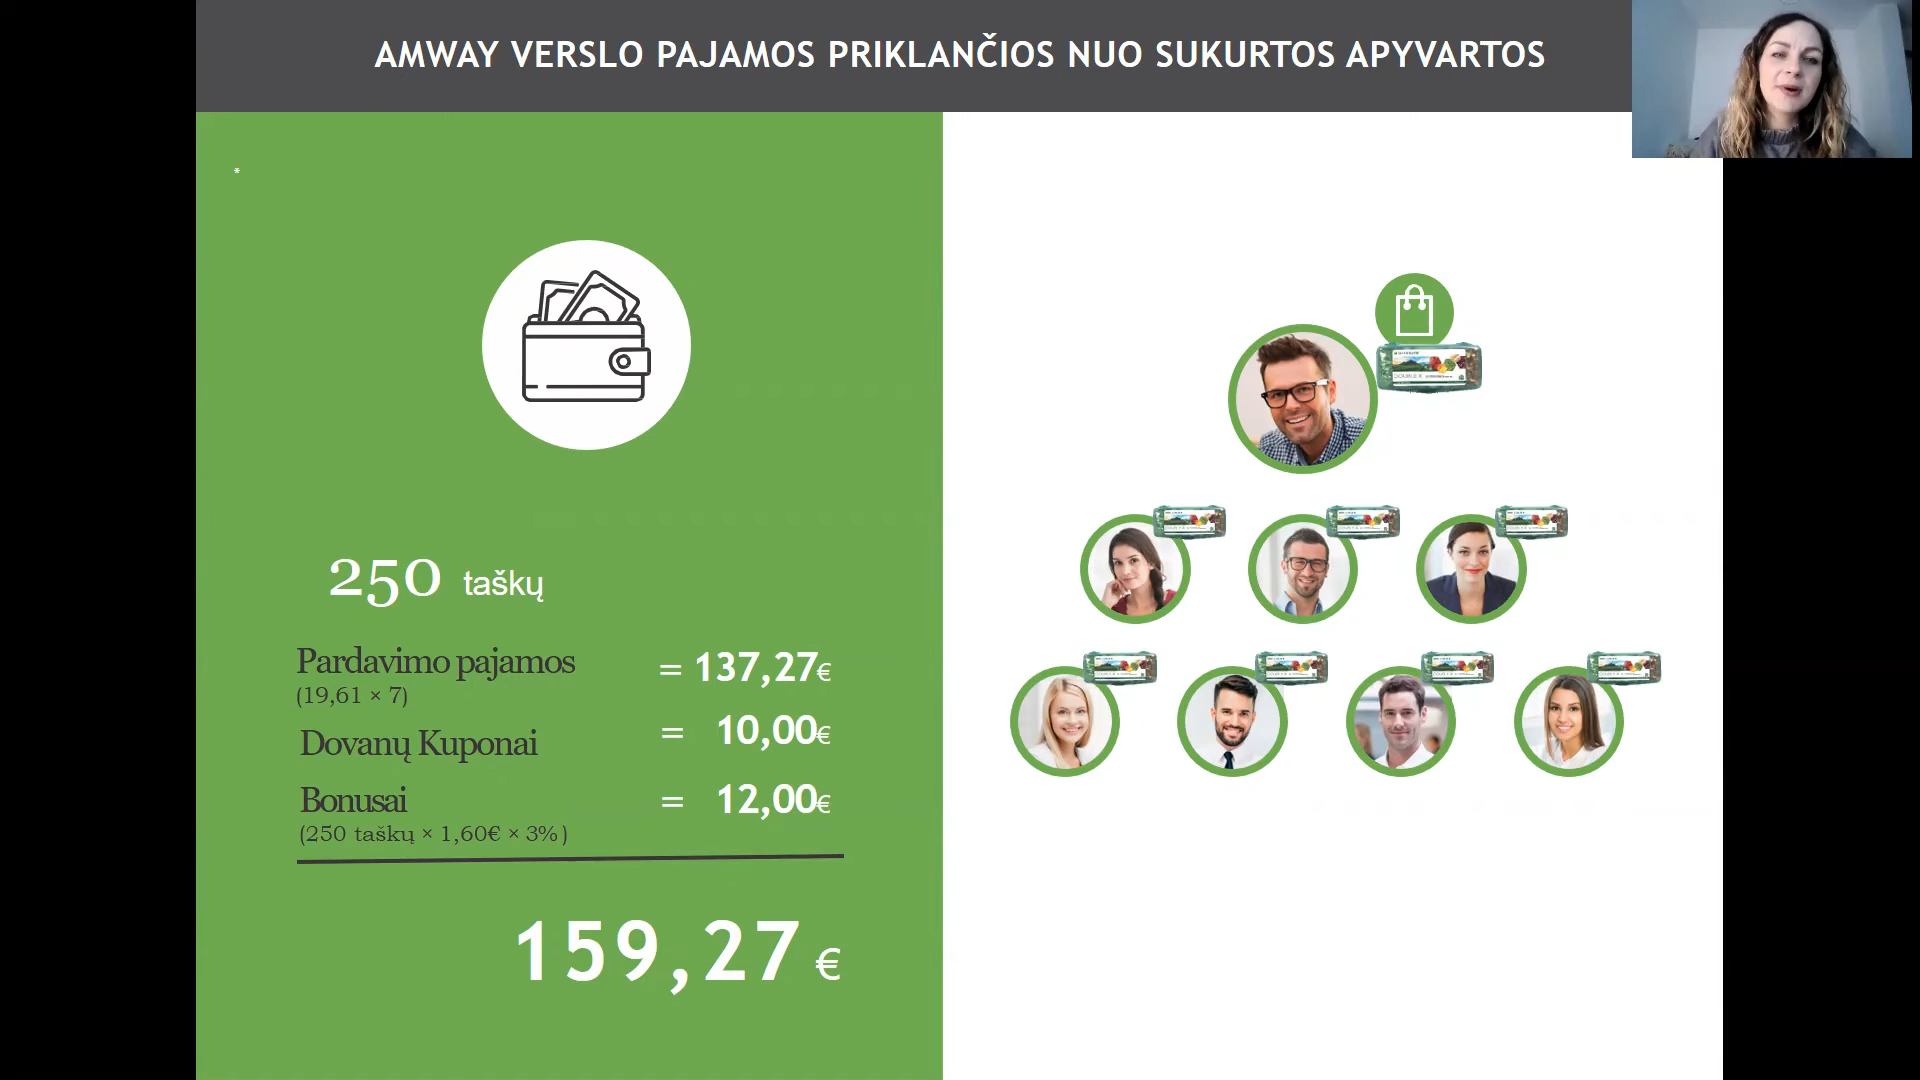 AMWAY VERSLO PAJAMOS PRIKLANČIOS NUO SUKURTOS APYVARTOS
*
250 taškų
Pardavimo pajamos = 137,27€
(19,61 × 7)
Dovanų Kuponai = 10,00€
Bonusai = 12,00€
(250 taškų × 1,60€ × 3%)
159,27 €